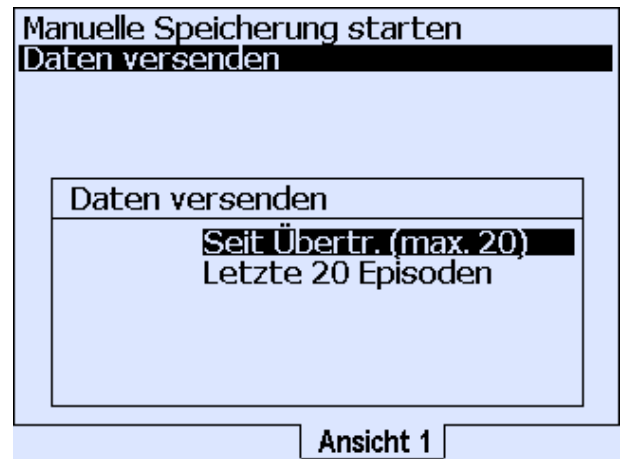 Manuelle Speicherung starten
Daten versenden
Daten versenden
Seit Übertr. (max. 20)
Letzte 20 Episoden
Ansicht 1